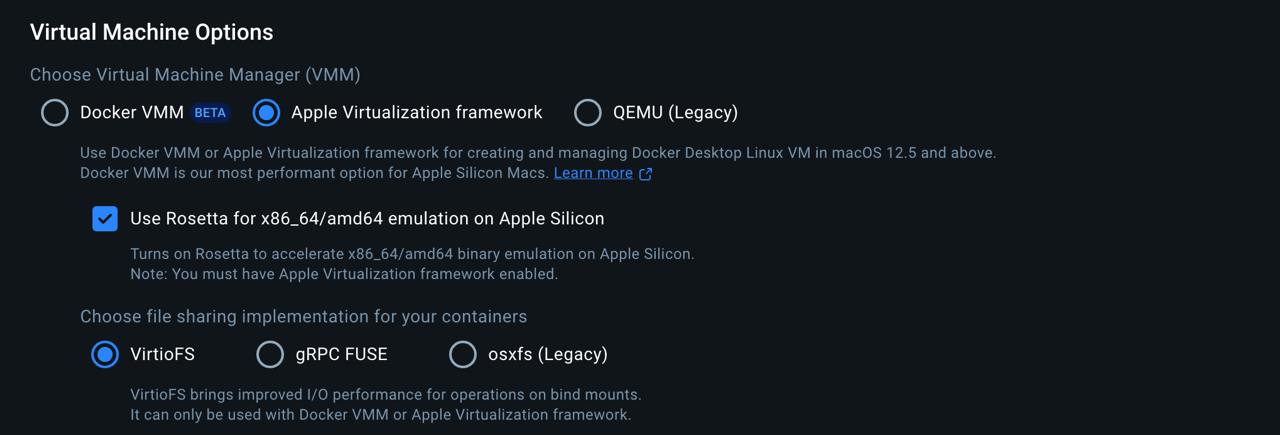 Virtual Machine Options
Choose Virtual Machine Manager (VMM)
Docker VMM BETA Apple Virtualization framework QEMU (Legacy)
Use Docker VMM or Apple Virtualization framework for creating and managing Docker Desktop Linux VM in macOS 12.5 and above.
Docker VMM is our most performant option for Apple Silicon Macs. Learn more
Use Rosetta for x86_64/amd64 emulation on Apple Silicon
Turns on Rosetta to accelerate x86_64/amd64 binary emulation on Apple Silicon.
Note: You must have Apple Virtualization framework enabled.
Choose file sharing implementation for your containers
VirtioFS gRPC FUSE osxfs (Legacy)
VirtioFS brings improved I/O performance for operations on bind mounts.
It can only be used with Docker VMM or Apple Virtualization framework.